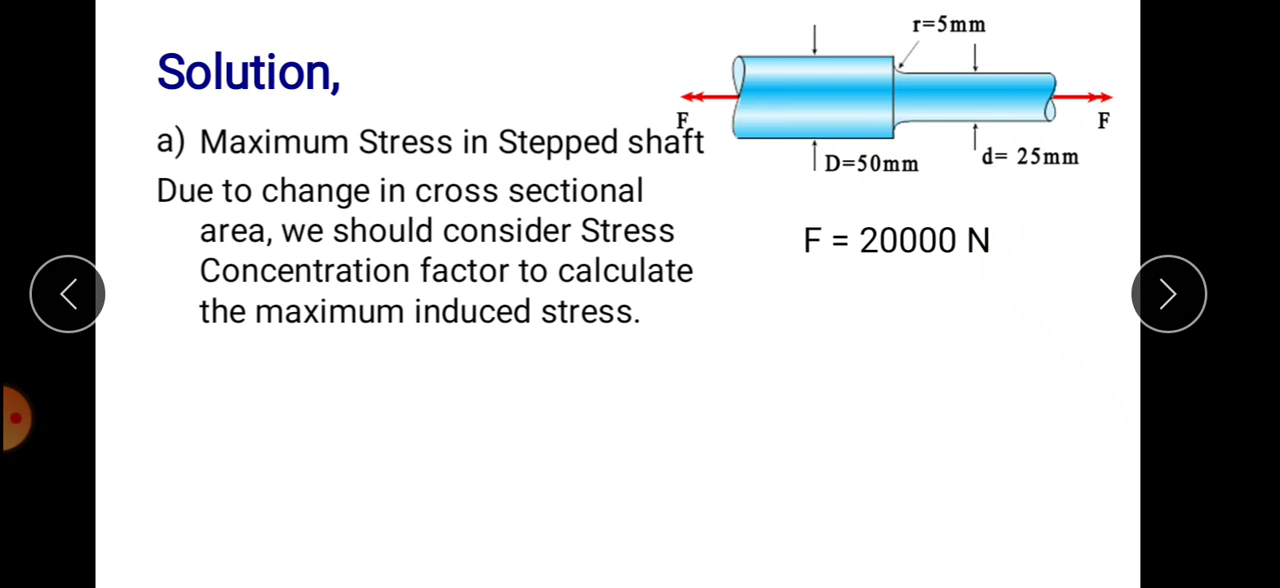 Solution,
a) Maximum Stress in Stepped shaft
Due to change in cross sectional
area, we should consider Stress
Concentration factor to calculate
the maximum induced stress.
r=5mm
F
F
D=50mm
d= 25mm
F = 20000 N